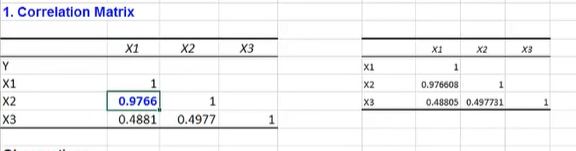 1. Correlation Matrix
X1 X2 X3
Y
X1 1
X2 0.9766 1
X3 0.4881 0.4977 1
X1 X2 X3
X1 1
X2 0.976608 1
X3 0.48805 0.497731 1